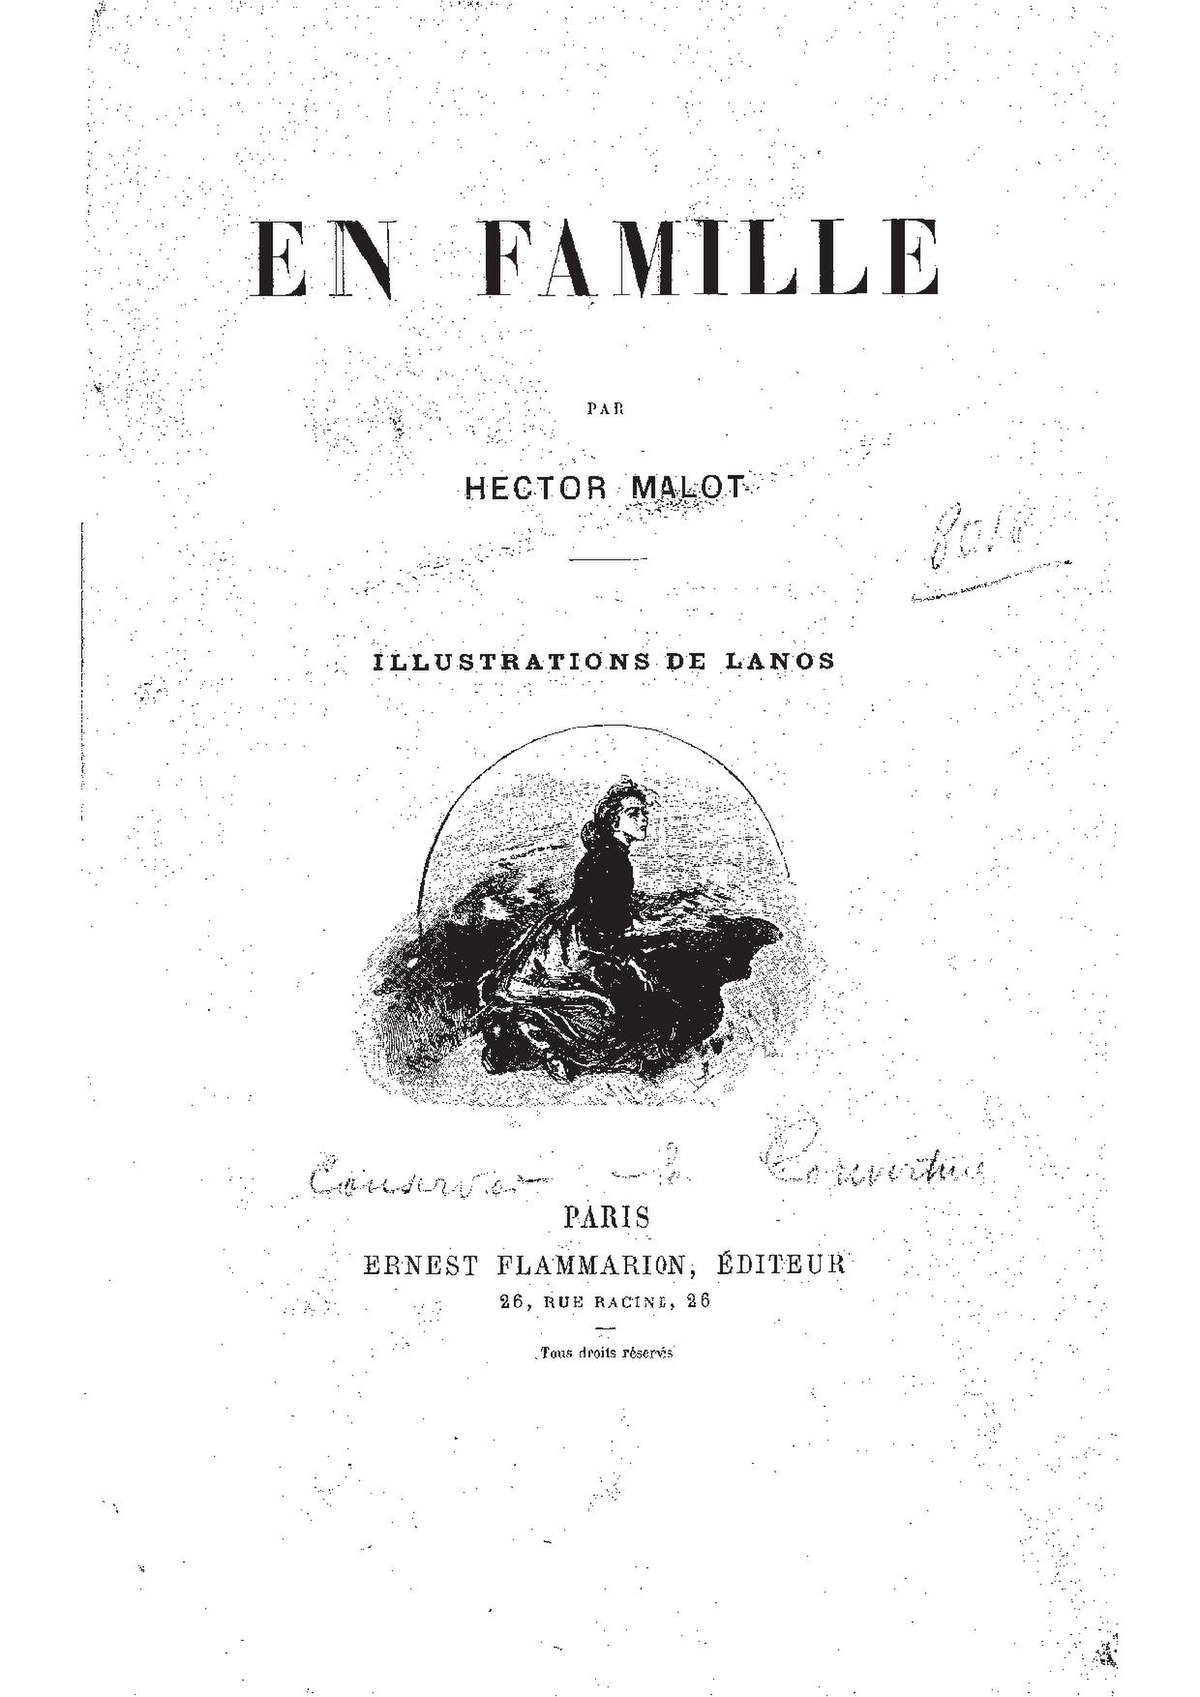 EN FAMILLE
PAR
HECTOR MALOT
ILLUSTRATIONS DE LANOS
Conserver la Couverture
PARIS
ERNEST FLAMMARION, ÉDITEUR
26, RUE RACINE, 26
Tous droits réservés